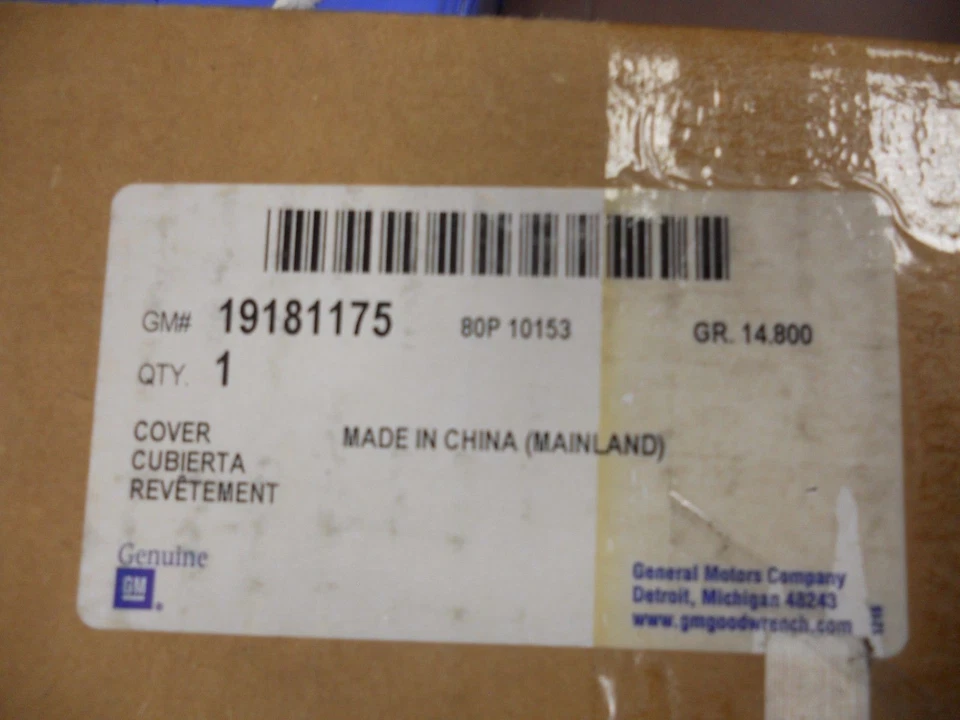 GM# 19181175 80P 10153 GR. 14.800
QTY. 1
COVER MADE IN CHINA (MAINLAND)
CUBIERTA
REVÊTEMENT
Genuine
GM
General Motors Company
Detroit, Michigan 48243
www.gmgoodwrench.com